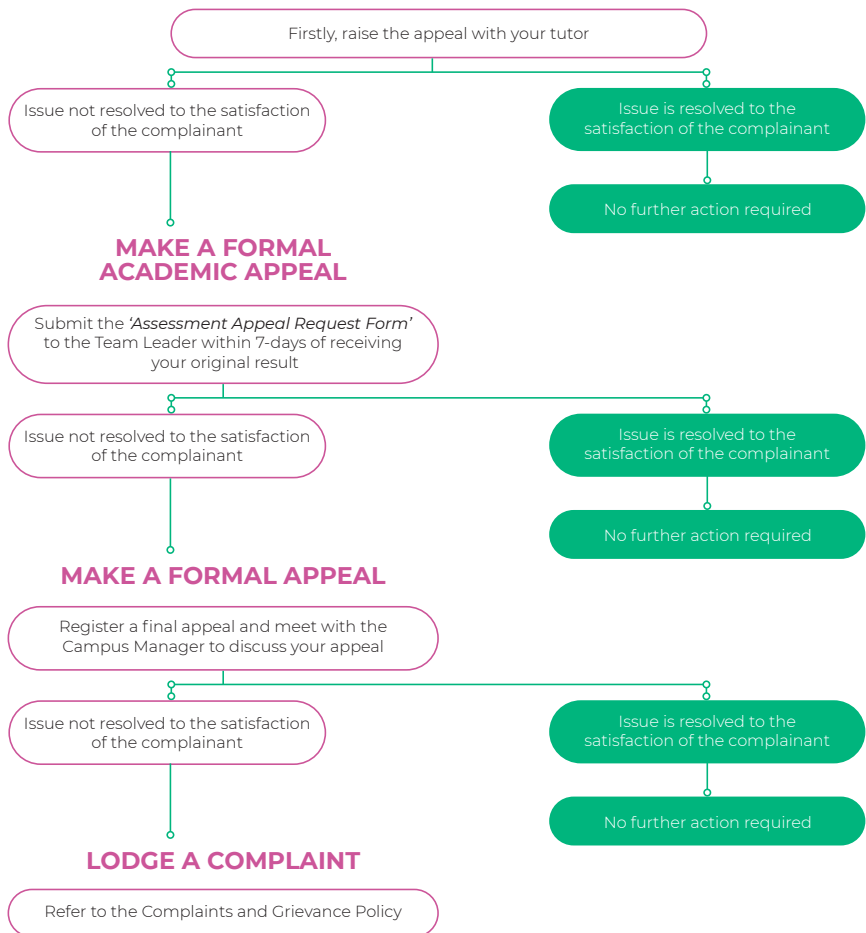 Firstly, raise the appeal with your tutor
Issue not resolved to the satisfaction
of the complainant
Issue is resolved to the
satisfaction of the complainant
No further action required
MAKE A FORMAL
ACADEMIC APPEAL
Submit the ‘Assessment Appeal Request Form’
to the Team Leader within 7-days of receiving
your original result
Issue not resolved to the satisfaction
of the complainant
Issue is resolved to the
satisfaction of the complainant
No further action required
MAKE A FORMAL APPEAL
Register a final appeal and meet with the
Campus Manager to discuss your appeal
Issue not resolved to the satisfaction
of the complainant
Issue is resolved to the
satisfaction of the complainant
No further action required
LODGE A COMPLAINT
Refer to the Complaints and Grievance Policy